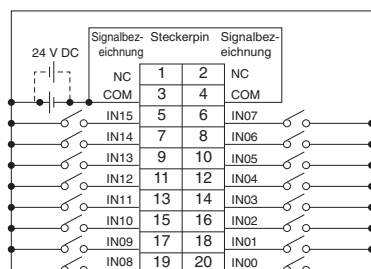 Signalbez- Steckerpin Signalbez-
eichnung eichnung
24 V DC
NC 1 2 NC
COM 3 4 COM
IN15 5 6 IN07
IN14 7 8 IN06
IN13 9 10 IN05
IN12 11 12 IN04
IN11 13 14 IN03
IN10 15 16 IN02
IN09 17 18 IN01
IN08 19 20 IN00